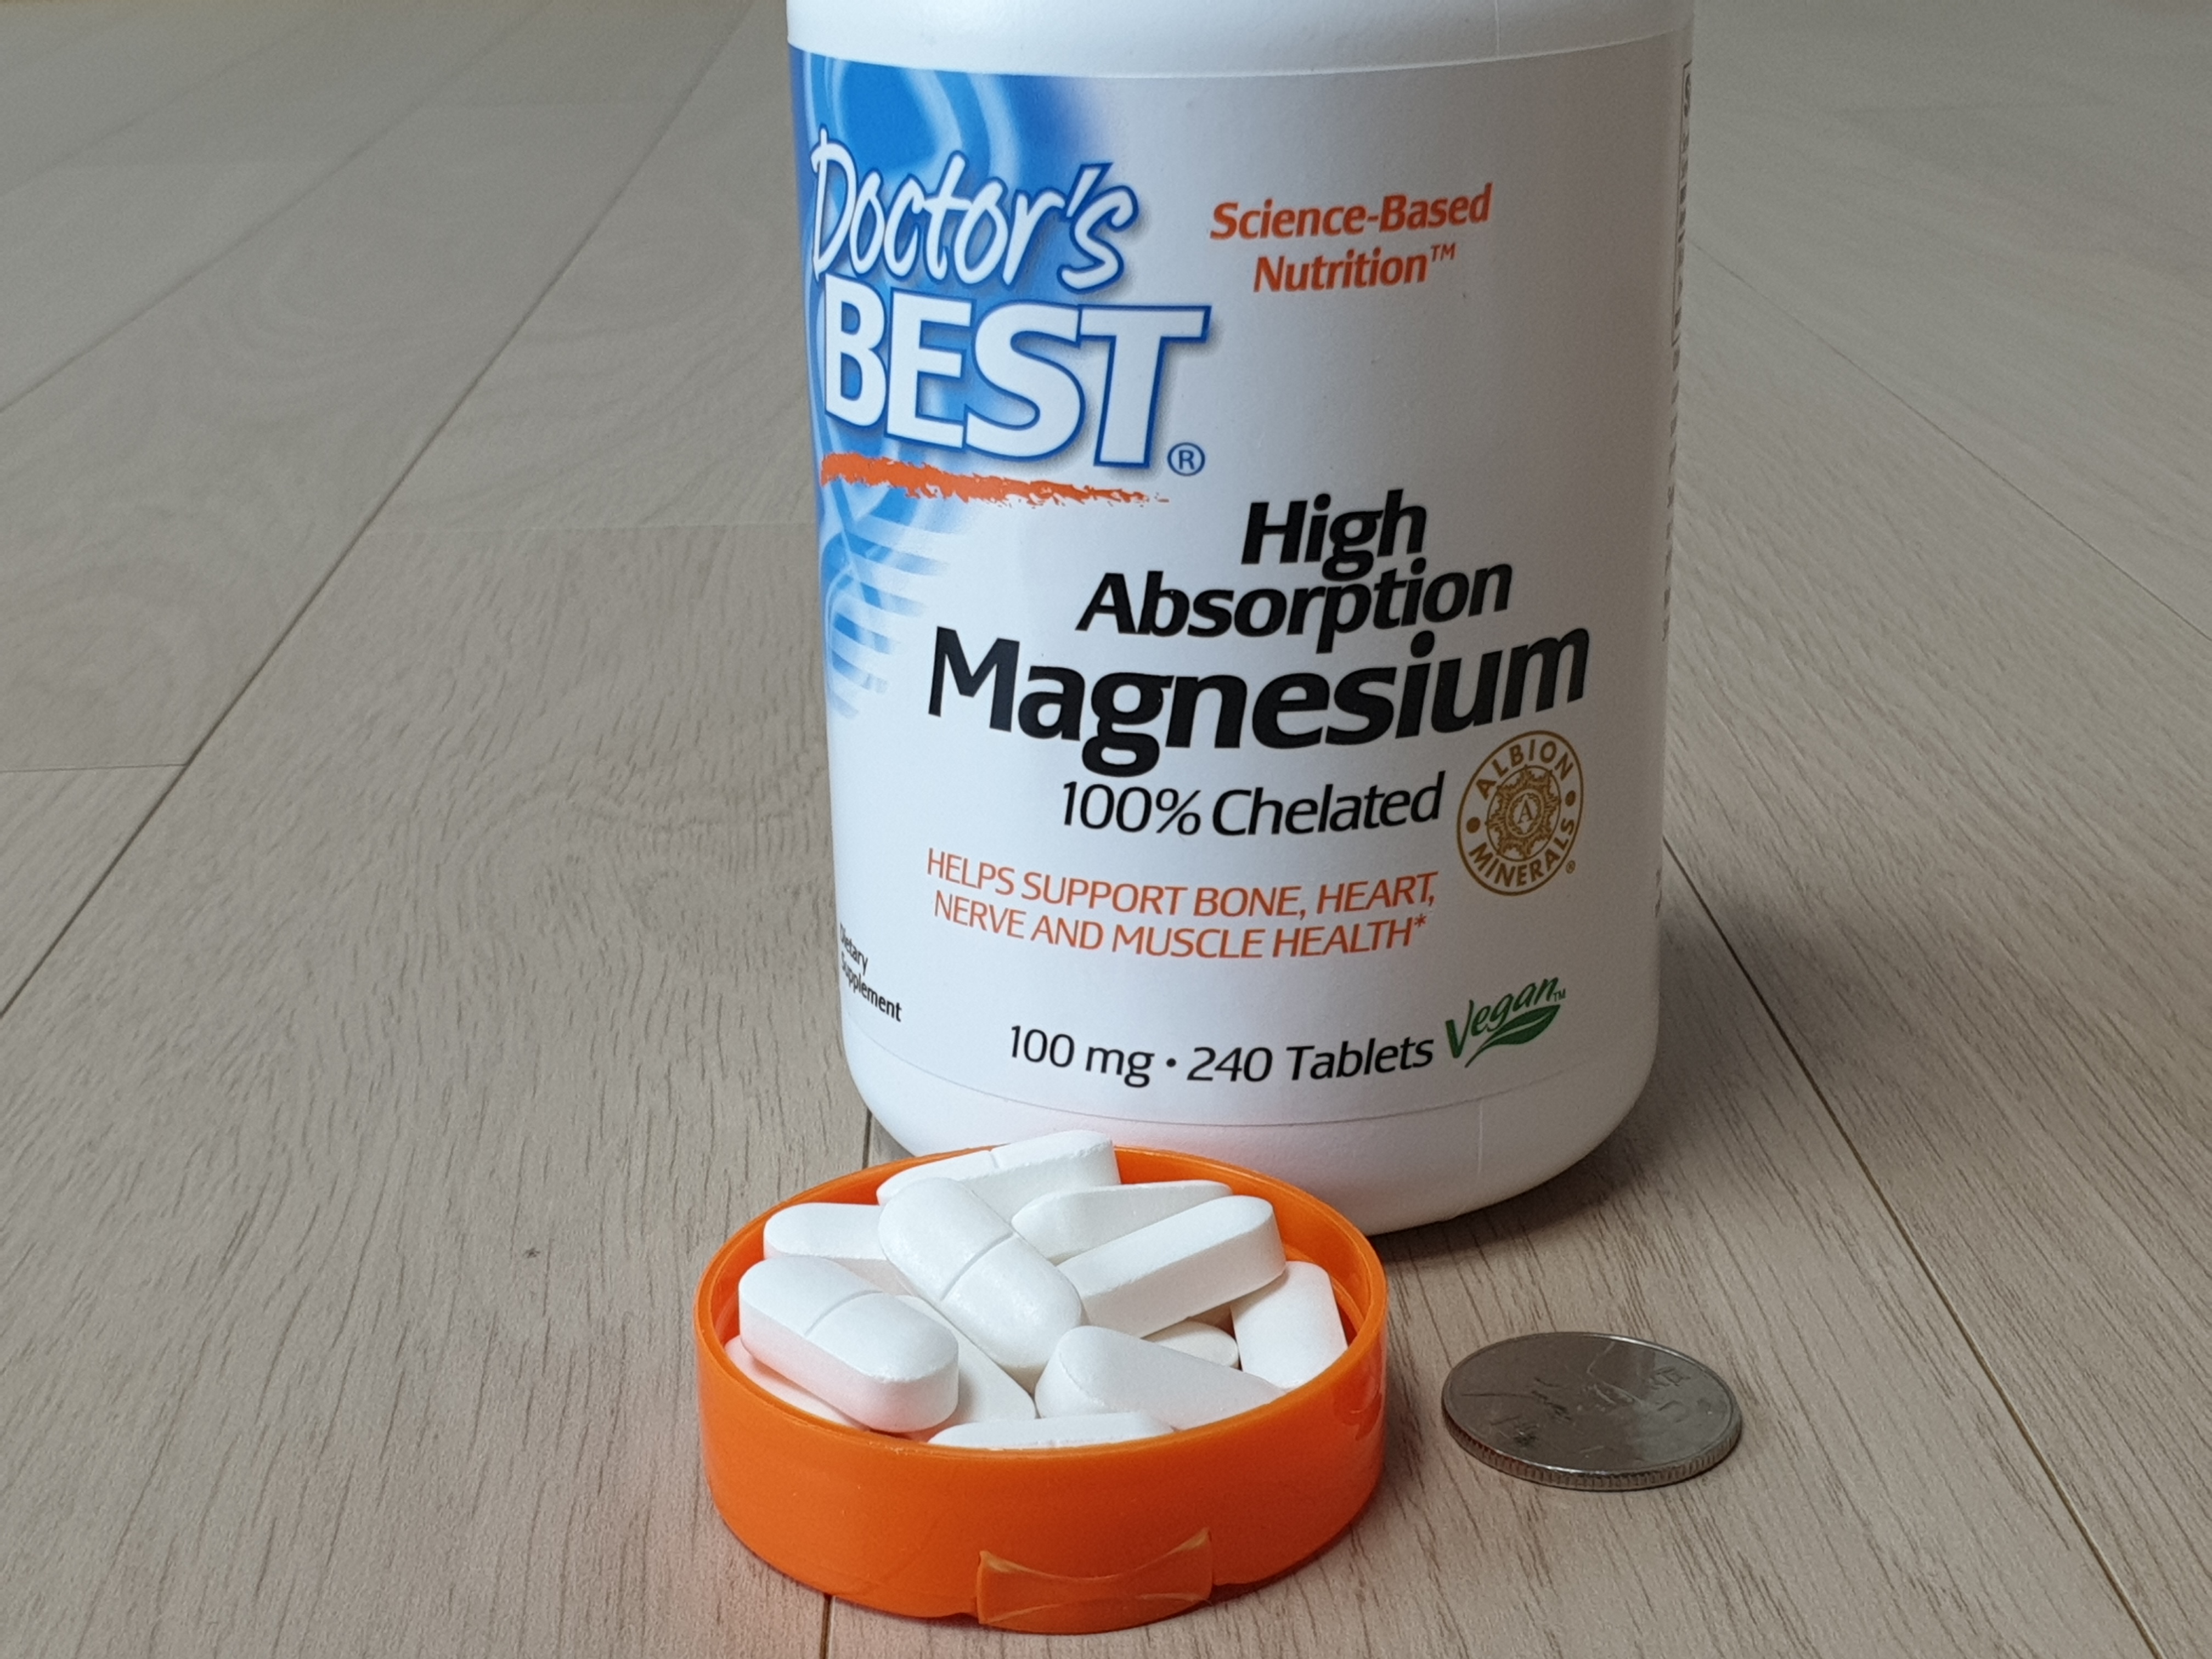 Doctor's
BEST®
Science-Based
Nutrition™
High
Absorption
Magnesium
100% Chelated
ALBION
A
MINERALS®
HELPS SUPPORT BONE, HEART,
NERVE AND MUSCLE HEALTH*
Dietary
Supplement
100 mg • 240 Tablets
Vegan™